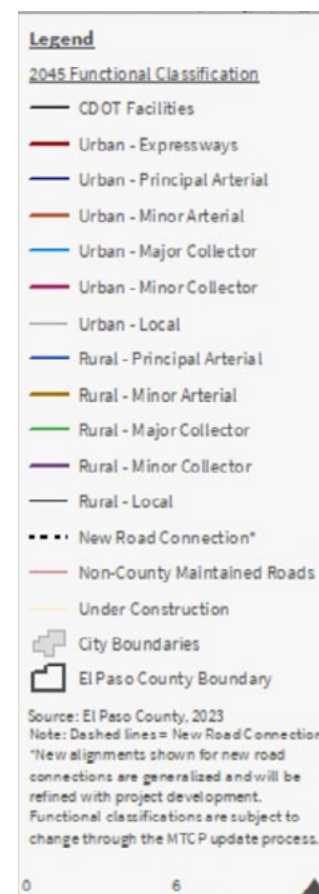 Legend
2045 Functional Classification
CDOT Facilities
Urban - Expressways
Urban - Principal Arterial
Urban - Minor Arterial
Urban - Major Collector
Urban - Minor Collector
Urban - Local
Rural - Principal Arterial
Rural - Minor Arterial
Rural - Major Collector
Rural - Minor Collector
Rural - Local
New Road Connection*
Non-County Maintained Roads
Under Construction
City Boundaries
El Paso County Boundary
Source: El Paso County, 2023
Note: Dashed lines = New Road Connection
*New alignments shown for new road
connections are generalized and will be
refined with project development.
Functional classifications are subject to
change through the MTCP update process.
0 6